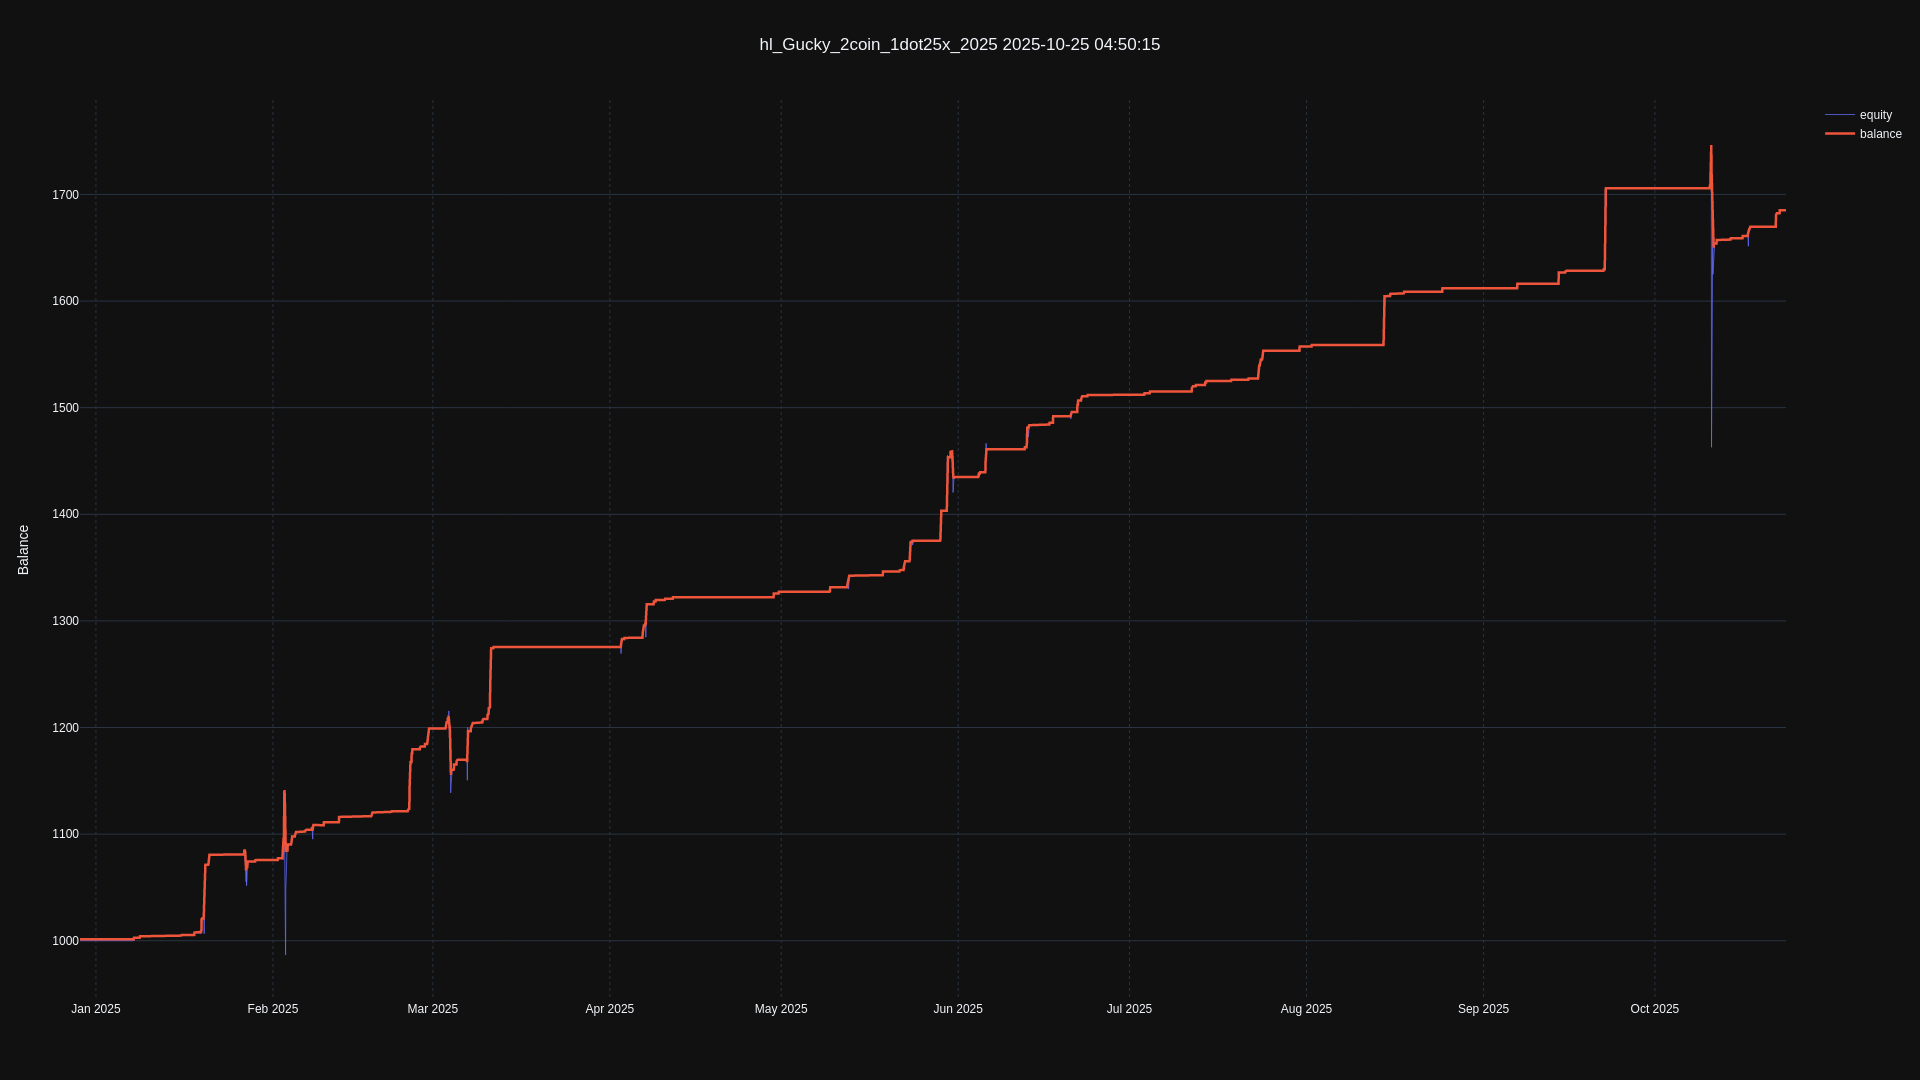 hl_Gucky_2coin_1dot25x_2025 2025-10-25 04:50:15
equity
balance
Balance
1700
1600
1500
1400
1300
1200
1100
1000
Jan 2025
Feb 2025
Mar 2025
Apr 2025
May 2025
Jun 2025
Jul 2025
Aug 2025
Sep 2025
Oct 2025